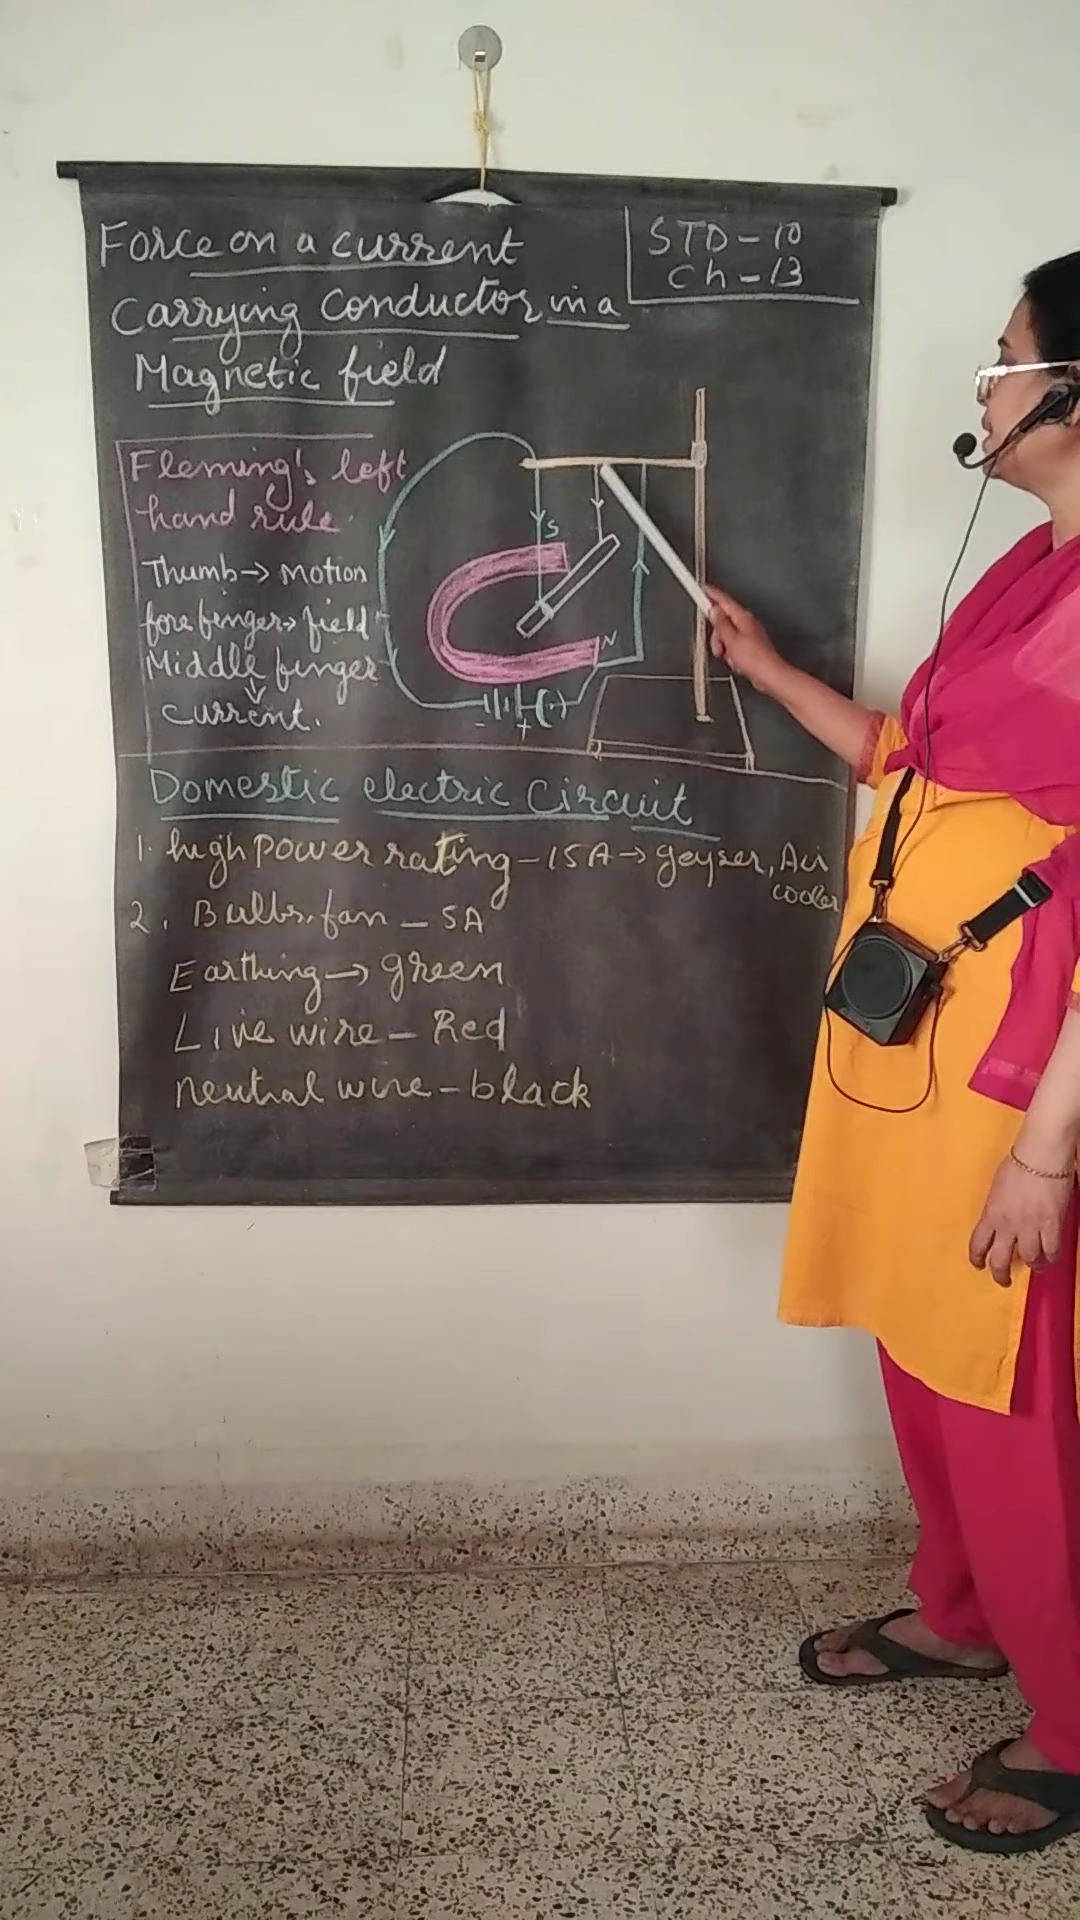 Force on a current
STD - 10
Ch - 13
Carrying Conductor in a
Magnetic field
Fleming's left
hand rule.
Thumb → Motion
fore finger → field
Middle finger
↓
current.
S
N
- +
Domestic electric Circuit
1. high power rating - 15A → geyser, Air
cooler
2. Bulbs, fan - 5A
Earthing → green
Live wire - Red
neutral wire - black